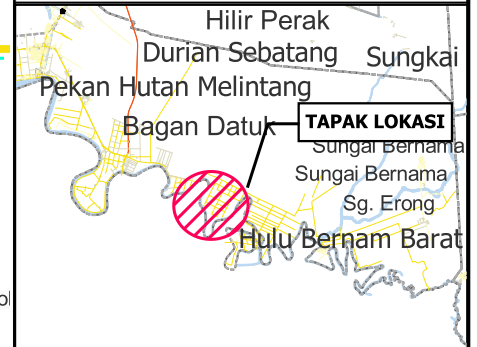 Hilir Perak
Durian Sebatang
Sungkai
Pekan Hutan Melintang
Bagan Datuk
TAPAK LOKASI
Sungai Bernama
Sungai Bernama
Sg. Erong
Hulu Bernam Barat